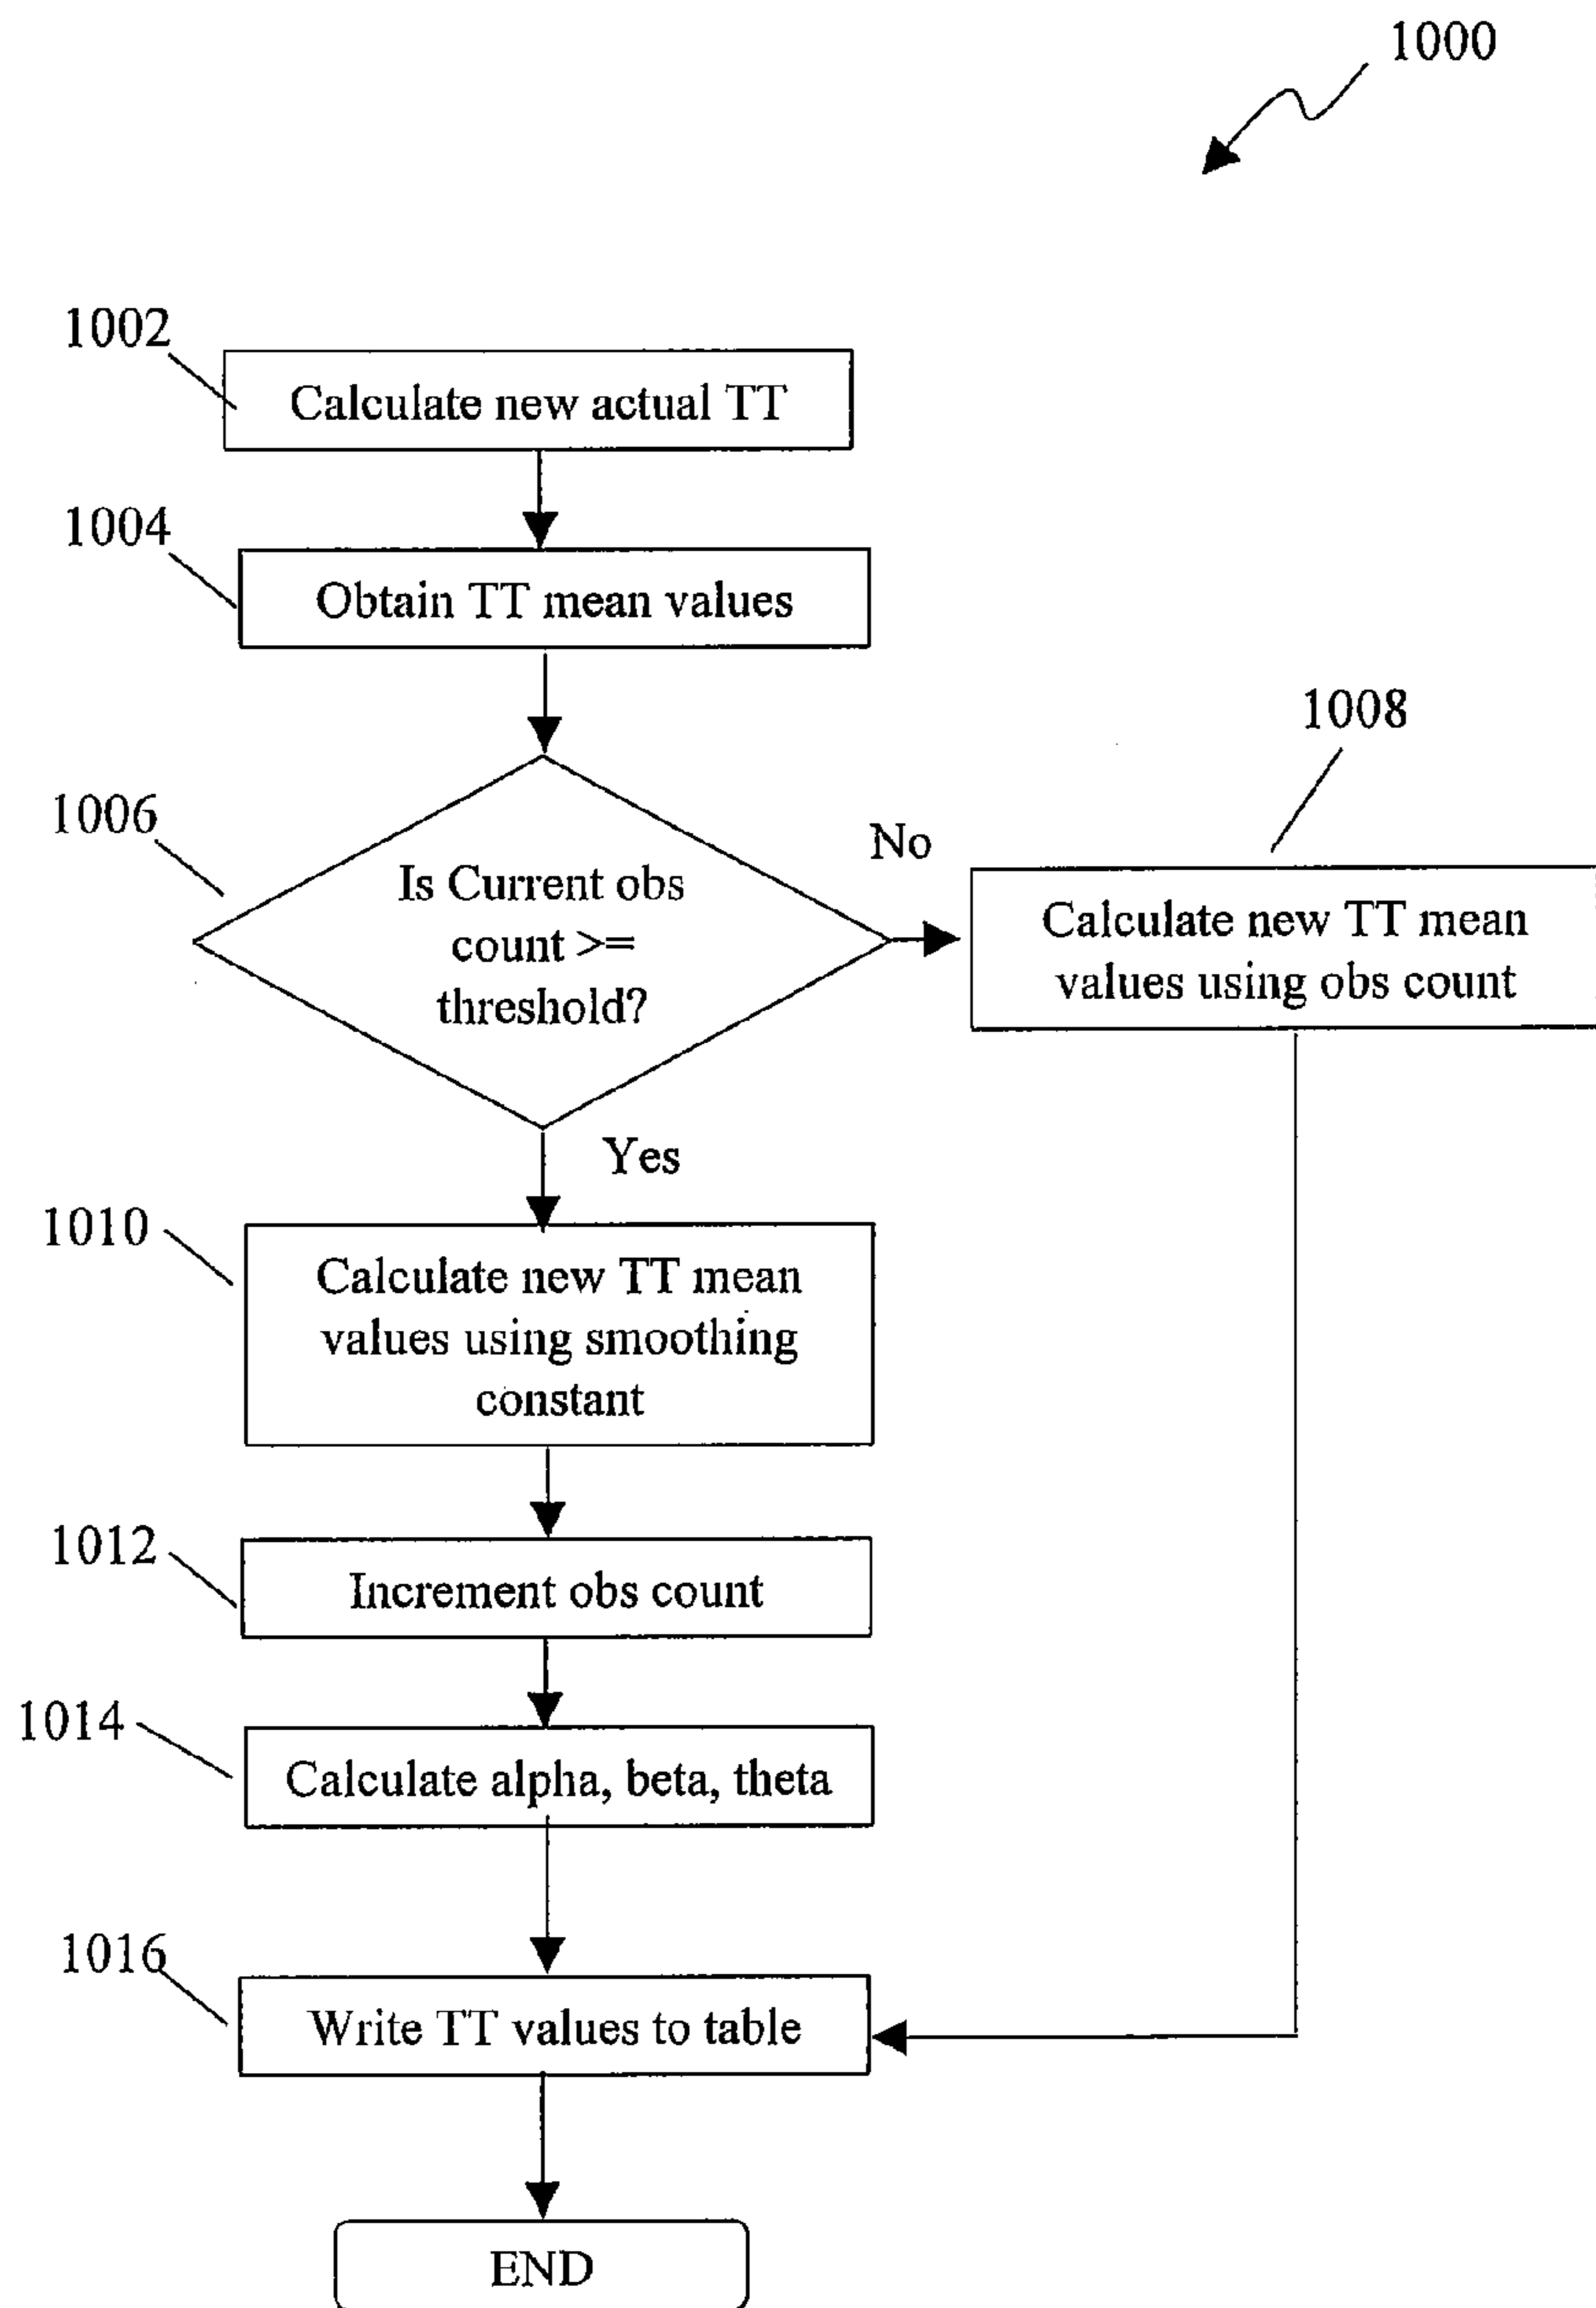 1000
1002
Calculate new actual TT
1004
Obtain TT mean values
1006
Is Current obs
count >=
threshold?
No
1008
Calculate new TT mean
values using obs count
Yes
1010
Calculate new TT mean
values using smoothing
constant
1012
Increment obs count
1014
Calculate alpha, beta, theta
1016
Write TT values to table
END